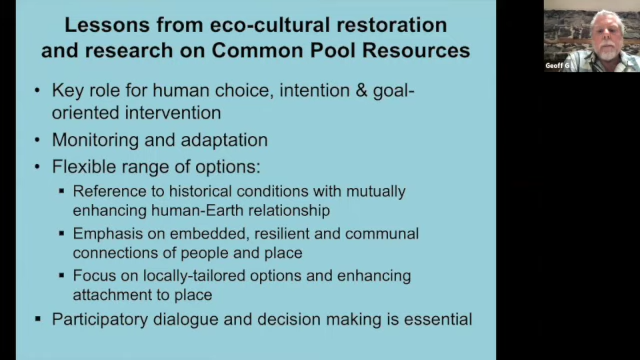 Lessons from eco-cultural restoration
and research on Common Pool Resources
• Key role for human choice, intention & goal-
oriented intervention
• Monitoring and adaptation
• Flexible range of options:
▪ Reference to historical conditions with mutually
enhancing human-Earth relationship
▪ Emphasis on embedded, resilient and communal
connections of people and place
▪ Focus on locally-tailored options and enhancing
attachment to place
▪ Participatory dialogue and decision making is essential
Geoff G